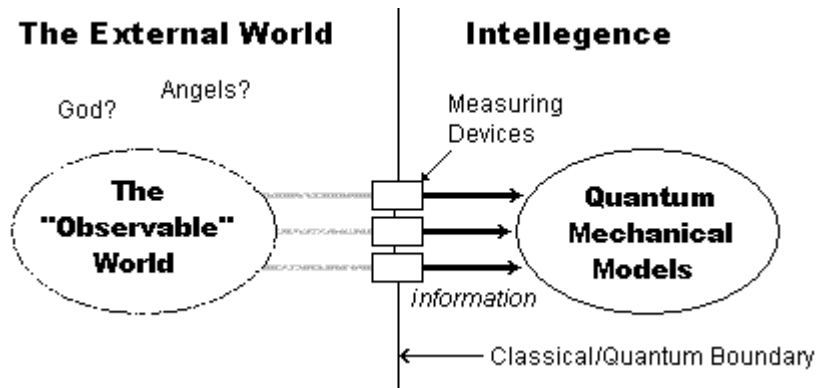 The External World
Intellegence
God?
Angels?
Measuring
Devices
The
"Observable"
World
Quantum
Mechanical
Models
information
Classical/Quantum Boundary